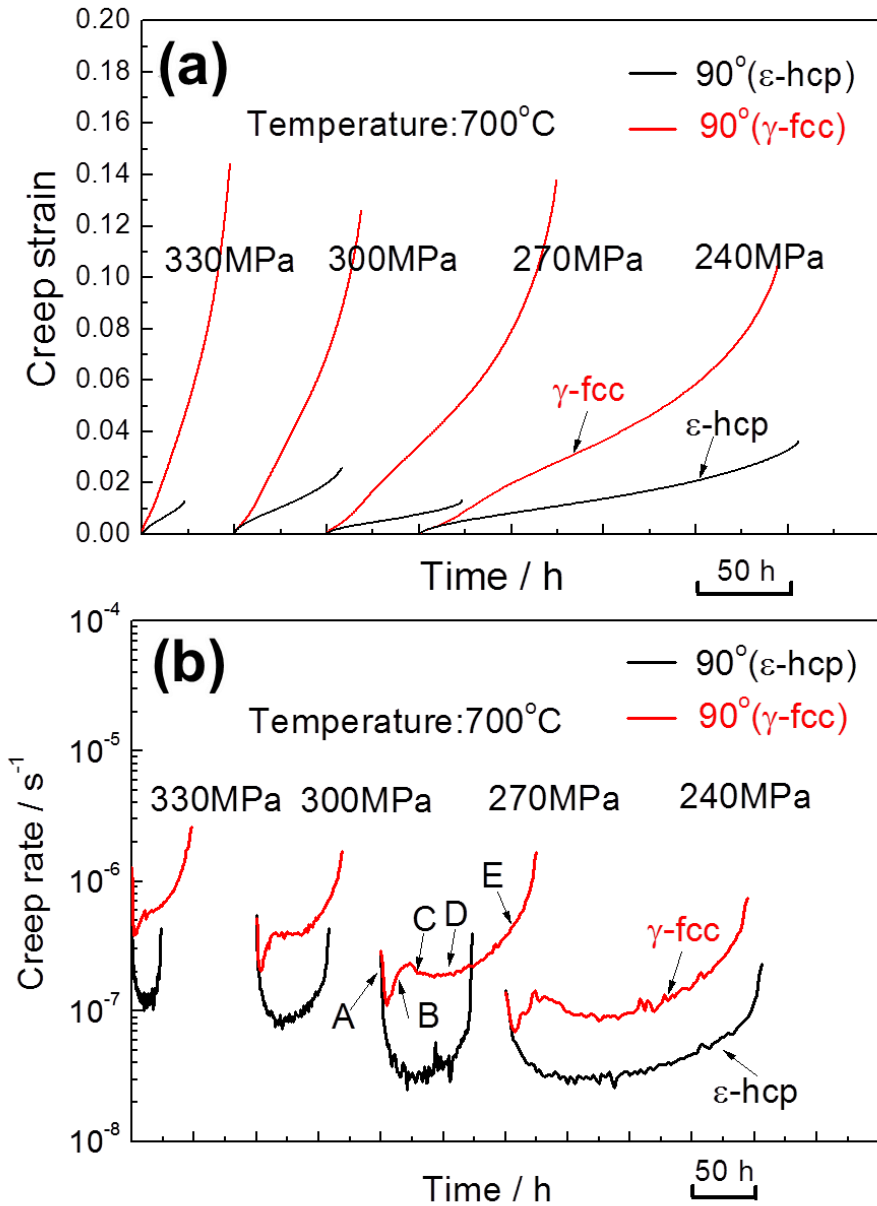 0.20
0.18
0.16
0.14
0.12
0.10
0.08
0.06
0.04
0.02
0.00
Creep strain
(a)
90°(ε-hcp)
90°(γ-fcc)
Temperature:700°C
330MPa
300MPa
270MPa
240MPa
γ-fcc
ε-hcp
Time / h
50 h
10⁻⁴
10⁻⁵
10⁻⁶
10⁻⁷
10⁻⁸
Creep rate / s⁻¹
(b)
90°(ε-hcp)
90°(γ-fcc)
Temperature:700°C
330MPa
300MPa
270MPa
240MPa
A
B
C
D
E
γ-fcc
ε-hcp
Time / h
50 h